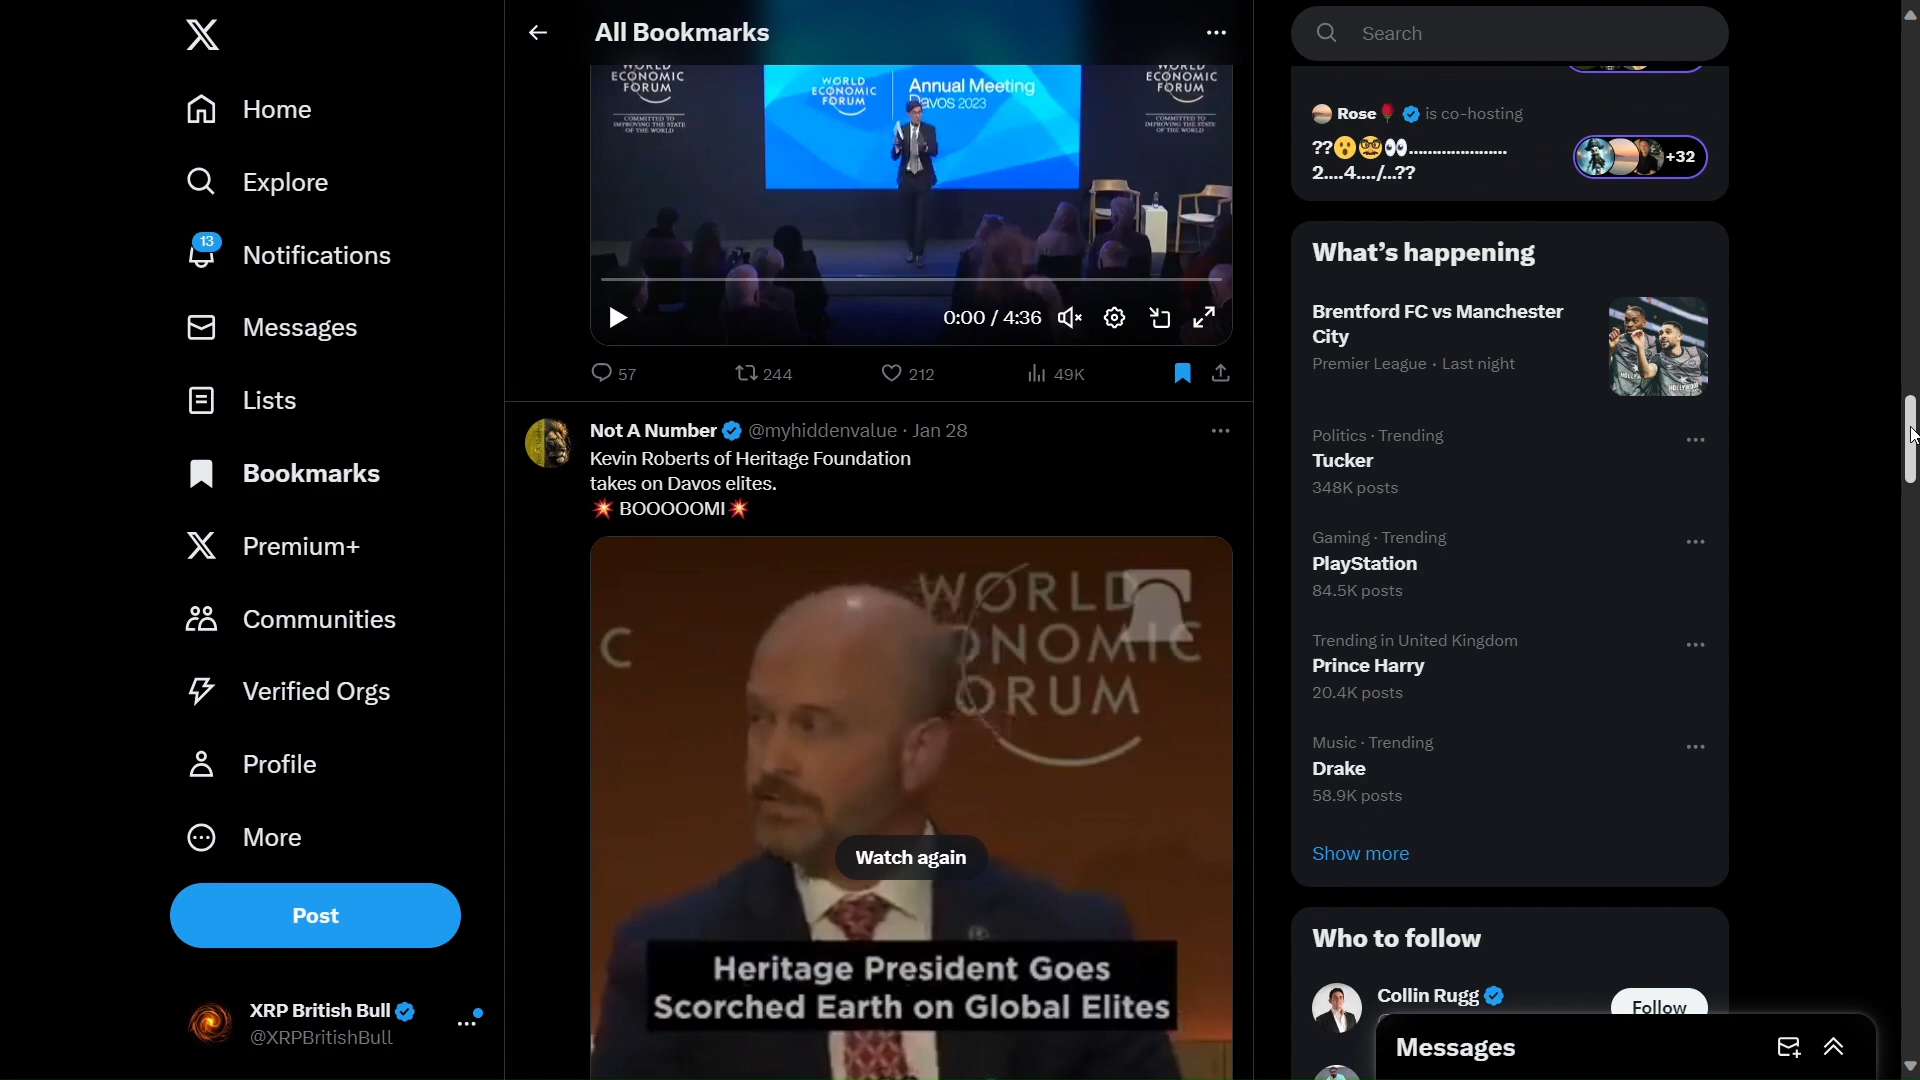 All Bookmarks
Search
Home
Explore
13
Notifications
Messages
Lists
Bookmarks
Premium+
Communities
Verified Orgs
Profile
More
Post
XRP British Bull
@XRPBritishBull
WORLD
ECONOMIC
FORUM
COMMITTED TO
IMPROVING THE STATE
OF THE WORLD
WORLD
ECONOMIC
FORUM
Annual Meeting
Davos 2023
WORLD
ECONOMIC
FORUM
COMMITTED TO
IMPROVING THE STATE
OF THE WORLD
0:00 / 4:36
57
244
212
49K
Not A Number @myhiddenvalue · Jan 28
Kevin Roberts of Heritage Foundation
takes on Davos elites.
💥 BOOOOOMI💥
C
WORLD
ONOMIC
ORUM
Watch again
Heritage President Goes
Scorched Earth on Global Elites
Rose🌹 is co-hosting
??😮🤓👀.....................
2....4..../...??
+32
What's happening
Brentford FC vs Manchester
City
Premier League · Last night
HOLLYWOOD
Politics · Trending
Tucker
348K posts
Gaming · Trending
PlayStation
84.5K posts
Trending in United Kingdom
Prince Harry
20.4K posts
Music · Trending
Drake
58.9K posts
Show more
Who to follow
Collin Rugg
Follow
Messages